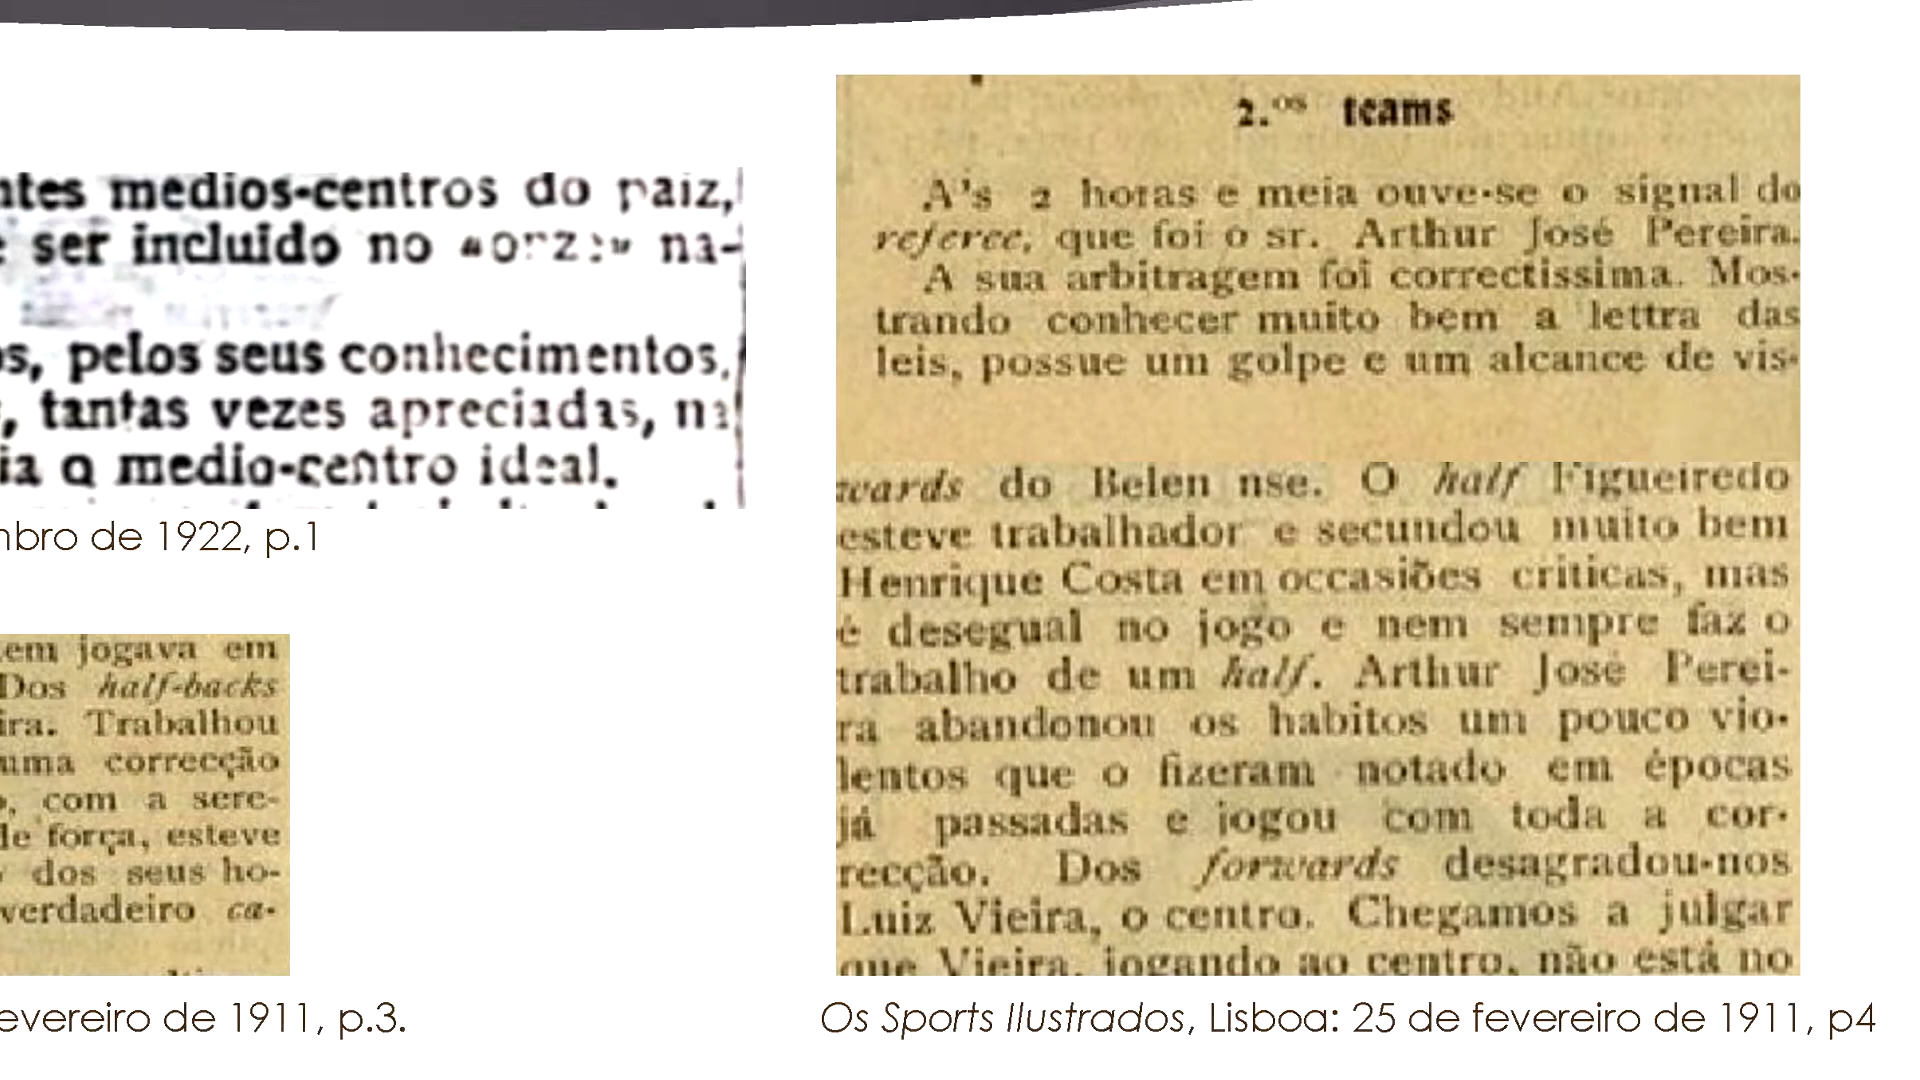 ntes medios-centros do paiz,
ser incluido no na-
os, pelos seus conhecimentos,
, tantas vezes apreciadas, na
ia o medio-centro ideal.
mbro de 1922, p.1
em jogava em
Dos half-backs
ira. Trabalhou
uma correcção
o, com a sere-
de força, esteve
dos seus ho-
verdadeiro ca-
evereiro de 1911, p.3.
2.os teams
A's 2 horas e meia ouve-se o signal do
referee, que foi o sr. Arthur José Pereira.
A sua arbitragem foi correctissima. Mos-
trando conhecer muito bem a lettra das
leis, possue um golpe e um alcance de vis-
wards do Belen nse. O half Figueiredo
esteve trabalhador e secundou muito bem
Henrique Costa em occasiões criticas, mas
é desegual no jogo e nem sempre faz o
trabalho de um half. Arthur José Perei-
ra abandonou os habitos um pouco vio-
lentos que o fizeram notado em épocas
já passadas e jogou com toda a cor-
recção. Dos forwards desagradou-nos
Luiz Vieira, o centro. Chegamos a julgar
que Vieira, jogando ao centro, não está no
Os Sports Ilustrados, Lisboa: 25 de fevereiro de 1911, p4